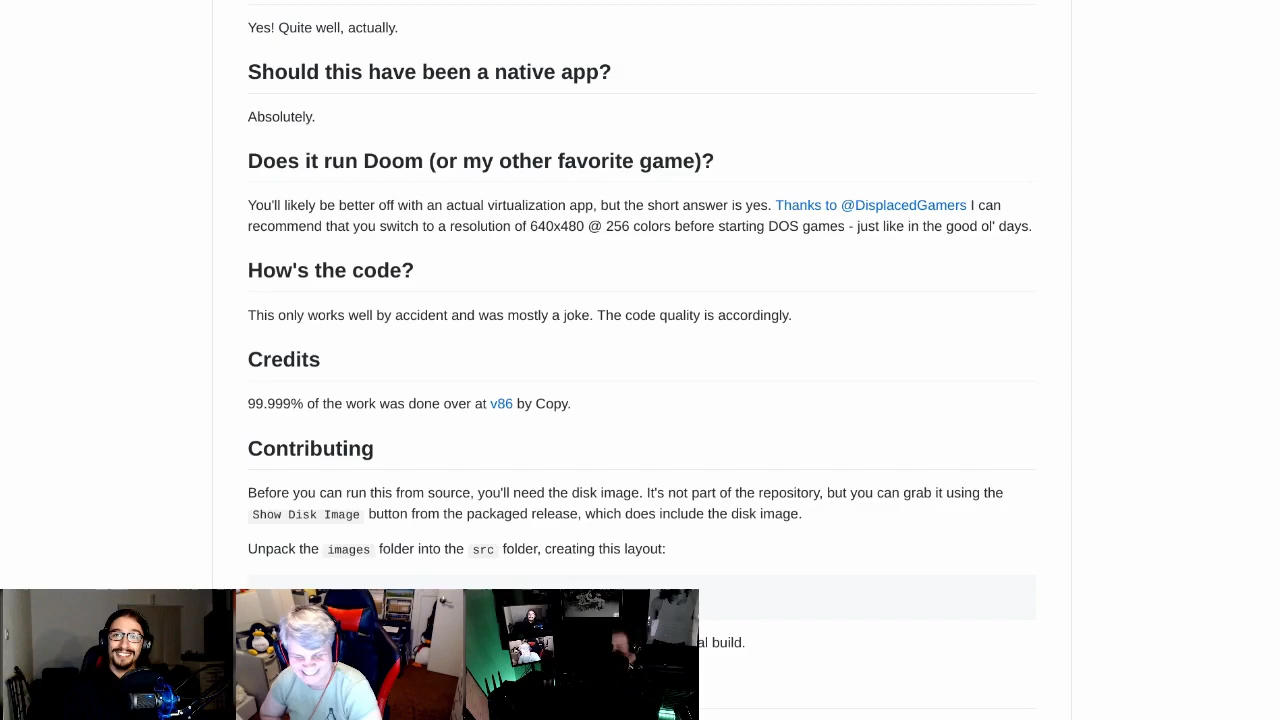 Yes! Quite well, actually.
Should this have been a native app?
Absolutely.
Does it run Doom (or my other favorite game)?
You'll likely be better off with an actual virtualization app, but the short answer is yes. Thanks to @DisplacedGamers I can
recommend that you switch to a resolution of 640x480 @ 256 colors before starting DOS games - just like in the good ol' days.
How's the code?
This only works well by accident and was mostly a joke. The code quality is accordingly.
Credits
99.999% of the work was done over at v86 by Copy.
Contributing
Before you can run this from source, you'll need the disk image. It's not part of the repository, but you can grab it using the
Show Disk Image button from the packaged release, which does include the disk image.
Unpack the images folder into the src folder, creating this layout:
al build.